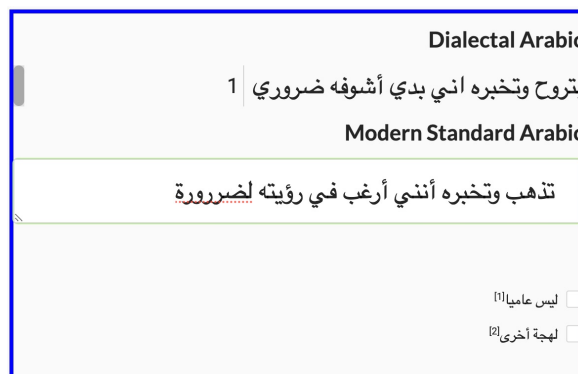 Dialectal Arabic
1 تروح وتخبره اني بدي أشوفه ضروري
Modern Standard Arabic
تذهب وتخبره أنني أرغب في رؤيته لضررورة
ليس عاميا[1]
لهجة أخرى[2]